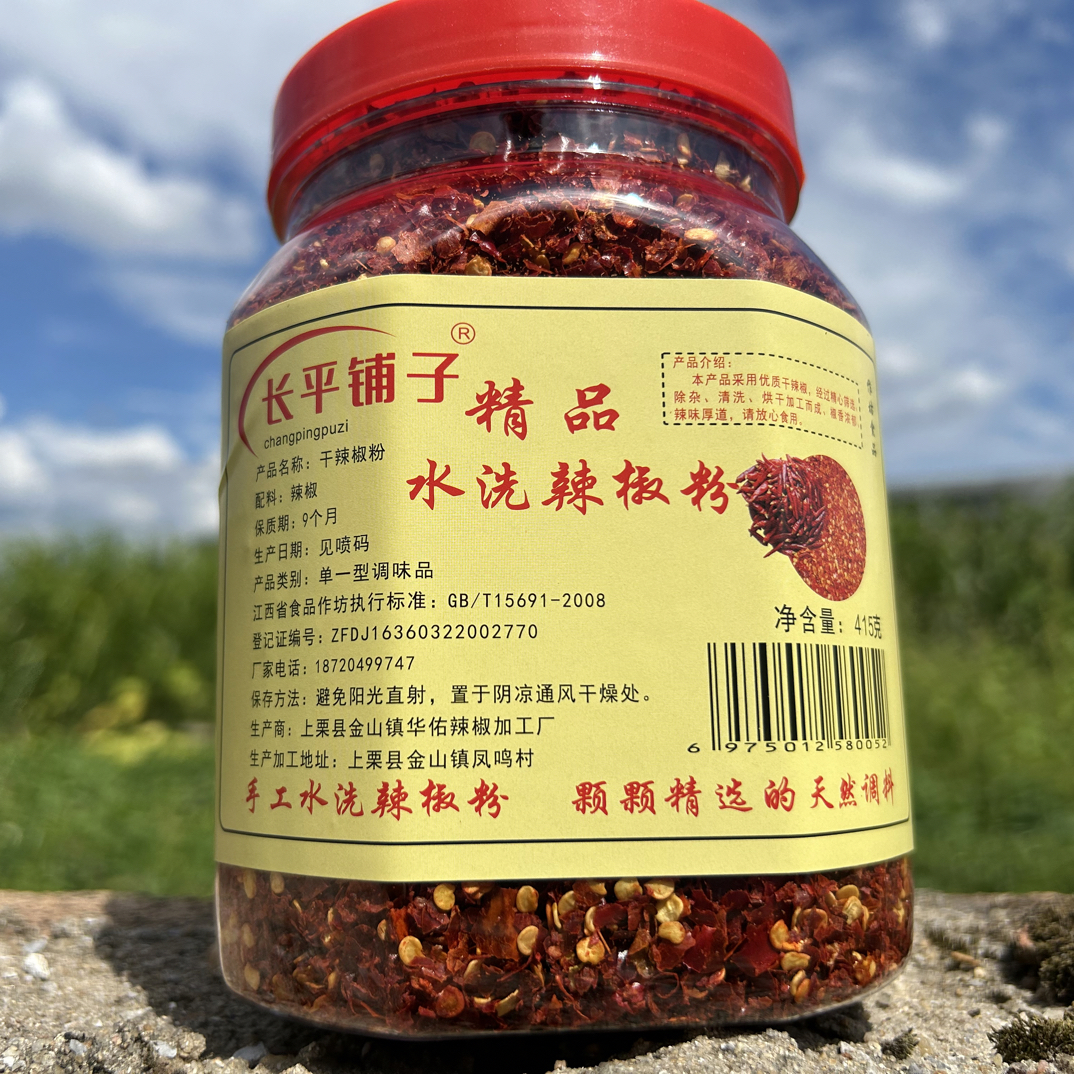 长平铺子®
changpingpuzi
精品
水洗辣椒粉
产品介绍：
本产品采用优质干辣椒，经过精心筛选、
除杂、清洗、烘干加工而成，椒香浓郁，
辣味厚道，请放心食用。
产品名称：干辣椒粉
配料：辣椒
保质期：9个月
生产日期：见喷码
产品类别：单一型调味品
江西省食品作坊执行标准：GB/T15691-2008
登记证编号：ZFDJ16360322002770
厂家电话：18720499747
保存方法：避免阳光直射，置于阴凉通风干燥处。
生产商：上栗县金山镇华佑辣椒加工厂
生产加工地址：上栗县金山镇凤鸣村
净含量：415克
6 975012 580052
手工水洗辣椒粉 颗颗精选的天然调料